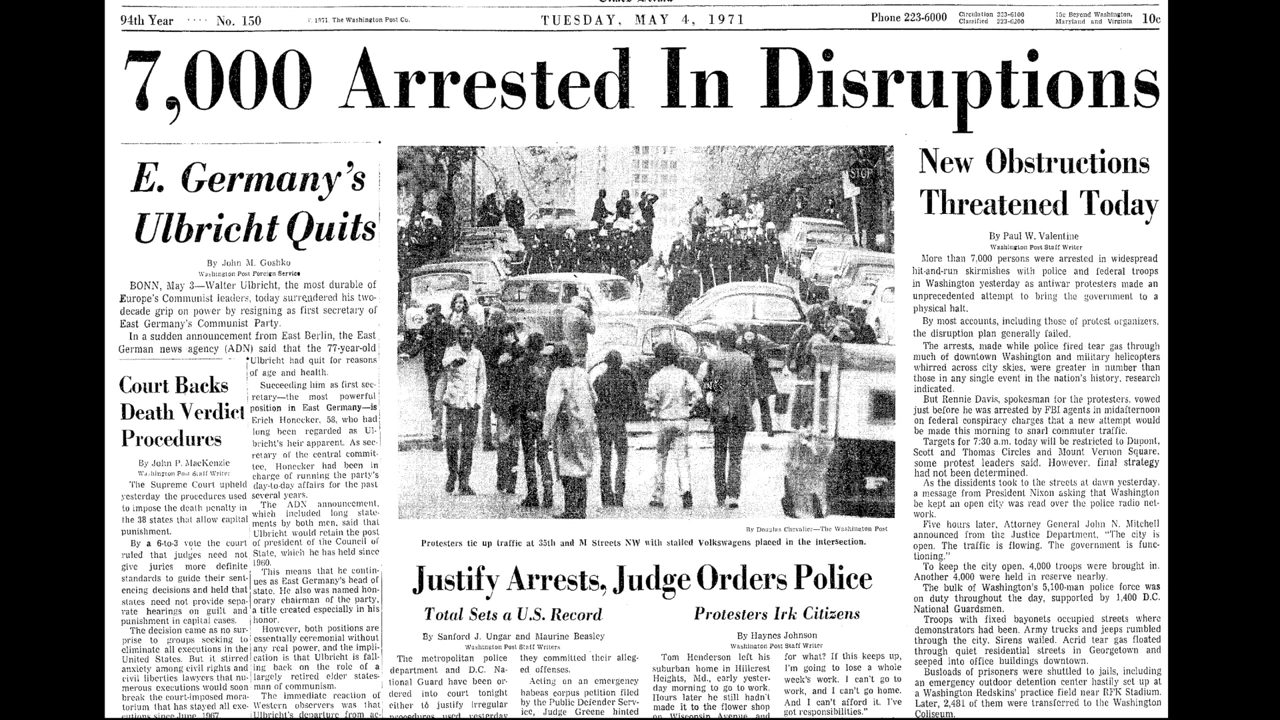 94th Year .... No. 150
© 1971, The Washington Post Co.
TUESDAY, MAY 4, 1971
Phone 223-6000
Circulation 223-6100
Classified 223-6200
10c Beyond Washington,
Maryland and Virginia
10c
7,000 Arrested In Disruptions
E. Germany's
Ulbricht Quits
By John M. Goshko
Washington Post Foreign Service
BONN, May 3—Walter Ulbricht, the most durable of
Europe's Communist leaders, today surrendered his two-
decade grip on power by resigning as first secretary of
East Germany's Communist Party.
In a sudden announcement from East Berlin, the East
German news agency (ADN) said that the 77-year-old
Ulbricht had quit for reasons
of age and health.
Succeeding him as first sec-
retary—the most powerful
position in East Germany—is
Erich Honecker, 58, who had
long been regarded as Ul-
bricht's heir apparent. As sec-
retary of the central commit-
tee, Honecker had been in
charge of running the party's
day-to-day affairs for the past
several years.
The ADN announcement,
which included long state-
ments by both men, said that
Ulbricht would retain the post
of president of the Council of
State, which he has held since
1960.
This means that he contin-
ues as East Germany's head of
state. He also was named hon-
orary chairman of the party,
a title created especially in his
honor.
However, both positions are
essentially ceremonial without
any real power, and the impli-
cation is that Ulbricht is fall-
ing back on the role of a
largely retired elder states-
man of communism.
The immediate reaction of
Western observers was that
Ulbricht's departure from ac-
Court Backs
Death Verdict
Procedures
By John P. MacKenzie
Washington Post Staff Writer
The Supreme Court upheld
yesterday the procedures used
to impose the death penalty in
the 38 states that allow capital
punishment.
By a 6-to-3 vote the court
ruled that judges need not
give juries more definite
standards to guide their sent-
encing decisions and held that
states need not provide sepa-
rate hearings on guilt and
punishment in capital cases.
The decision came as no sur-
prise to groups seeking to
eliminate all executions in the
United States. But it stirred
anxiety among civil rights and
civil liberties lawyers that nu-
merous executions would soon
break the court-imposed mora-
torium that has stayed all exe-
cutions since June, 1967.
STOP
By Douglas Chevalier—The Washington Post
Protesters tie up traffic at 35th and M Streets NW with stalled Volkswagens placed in the intersection.
Justify Arrests, Judge Orders Police
Total Sets a U.S. Record
By Sanford J. Ungar and Maurine Beasley
Washington Post Staff Writers
The metropolitan police
department and D.C. Na-
tional Guard have been or-
dered into court tonight
either to justify irregular
procedures used yesterday
they committed their alleg-
ed offenses.
Acting on an emergency
habeas corpus petition filed
by the Public Defender Serv-
ice, Judge Greene hinted
Protesters Irk Citizens
By Haynes Johnson
Washington Post Staff Writer
Tom Henderson left his
suburban home in Hillcrest
Heights, Md., early yester-
day morning to go to work.
Hours later he still hadn't
made it to the flower shop
on Wisconsin Avenue and
for what? If this keeps up,
I'm going to lose a whole
week's work. I can't go to
work, and I can't go home.
And I can't afford it. I've
got responsibilities."
New Obstructions
Threatened Today
By Paul W. Valentine
Washington Post Staff Writer
More than 7,000 persons were arrested in widespread
hit-and-run skirmishes with police and federal troops
in Washington yesterday as antiwar protesters made an
unprecedented attempt to bring the government to a
physical halt.
By most accounts, including those of protest organizers,
the disruption plan generally failed.
The arrests, made while police fired tear gas through
much of downtown Washington and military helicopters
whirred across city skies, were greater in number than
those in any single event in the nation's history, research
indicated.
But Rennie Davis, spokesman for the protesters, vowed
just before he was arrested by FBI agents in midafternoon
on federal conspiracy charges that a new attempt would
be made this morning to snarl commuter traffic.
Targets for 7:30 a.m. today will be restricted to Dupont,
Scott and Thomas Circles and Mount Vernon Square,
some protest leaders said. However, final strategy
had not been determined.
As the dissidents took to the streets at dawn yesterday,
a message from President Nixon asking that Washington
be kept an open city was read over the police radio net-
work.
Five hours later, Attorney General John N. Mitchell
announced from the Justice Department, "The city is
open. The traffic is flowing. The government is func-
tioning."
To keep the city open, 4,000 troops were brought in.
Another 4,000 were held in reserve nearby.
The bulk of Washington's 5,100-man police force was
on duty throughout the day, supported by 1,400 D.C.
National Guardsmen.
Troops with fixed bayonets occupied streets where
demonstrators had been. Army trucks and jeeps rumbled
through the city. Sirens wailed. Acrid tear gas floated
through quiet residential streets in Georgetown and
seeped into office buildings downtown.
Busloads of prisoners were shuttled to jails, including
an emergency outdoor detention center hastily set up at
a Washington Redskins' practice field near RFK Stadium.
Later, 2,481 of them were transferred to the Washington
Coliseum.